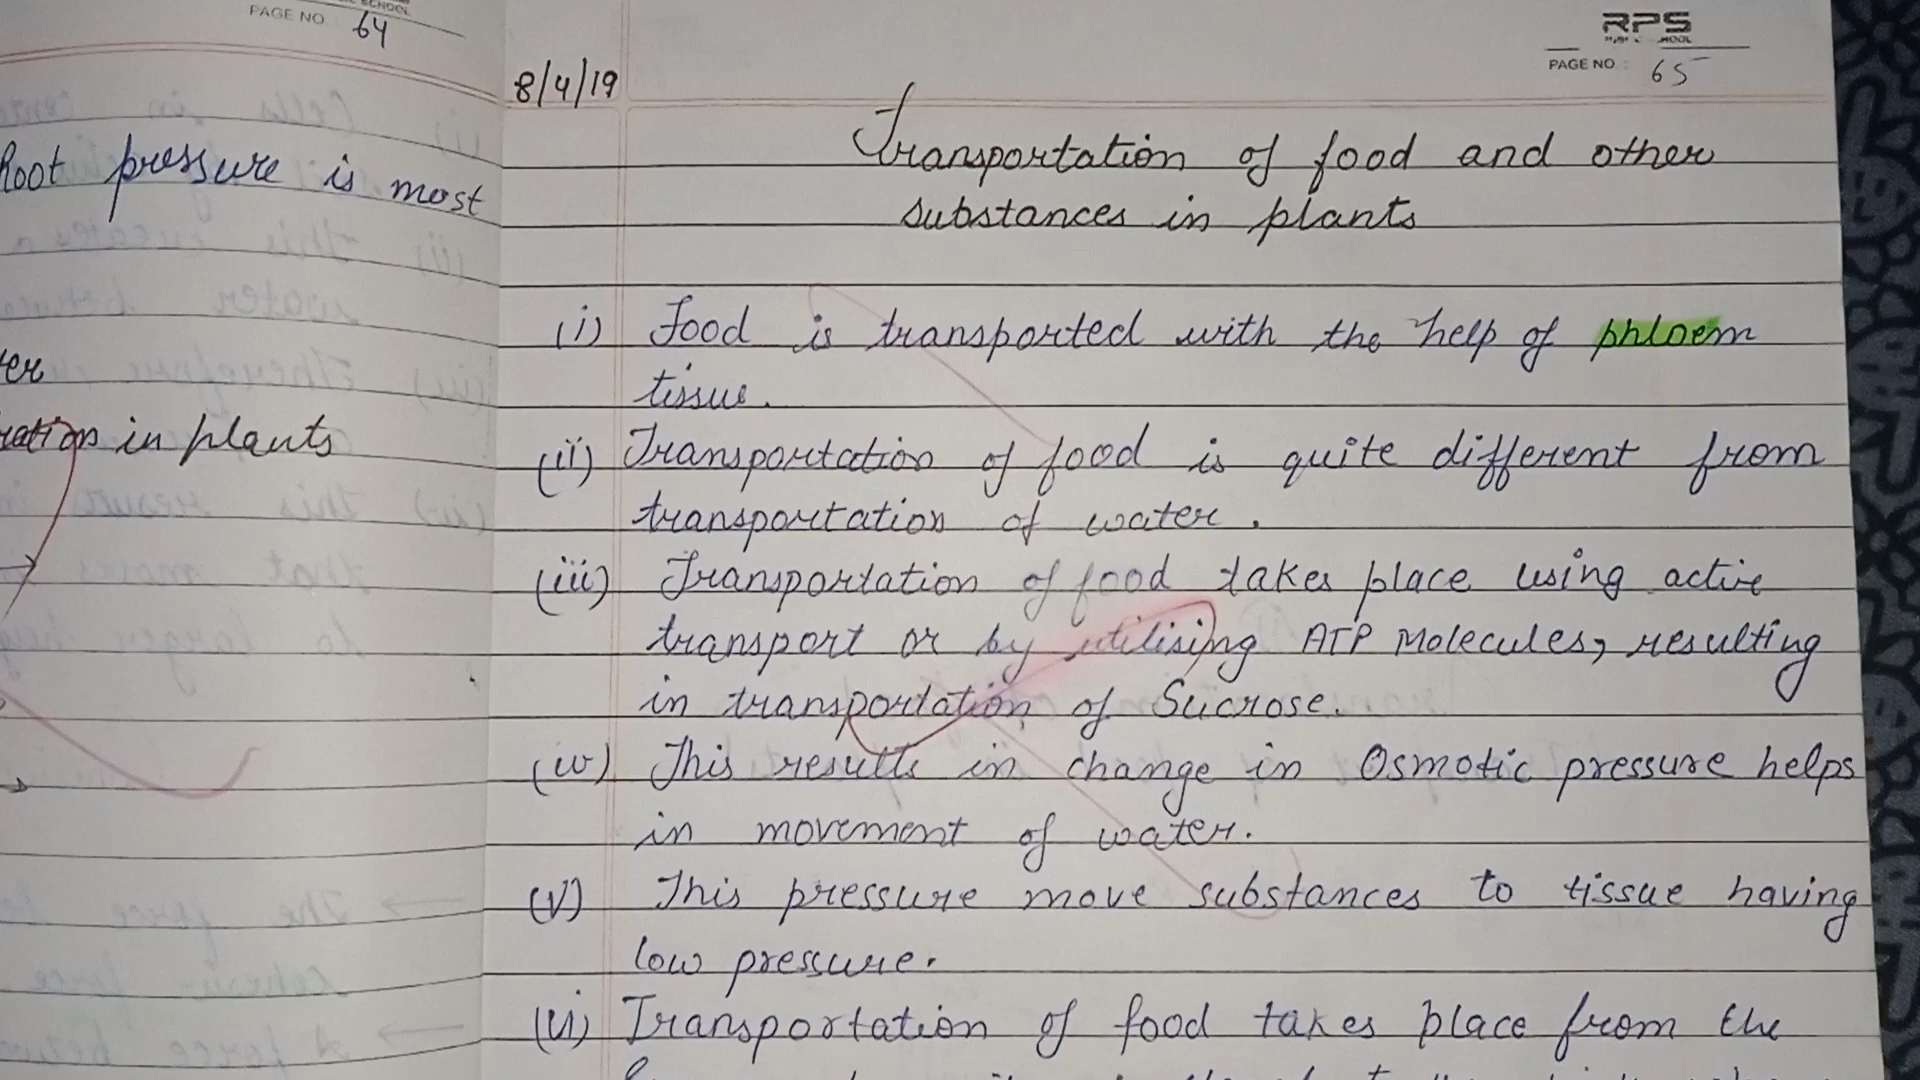 PAGE NO. 64
Root pressure is most
ter
ration in plants
RPS
PAGE NO. : 65
8/4/19
Transportation of food and other
substances in plants
(i) Food is transported with the help of phloem
tissue.
(ii) Transportation of food is quite different from
transportation of water.
(iii) Transportation of food takes place using active
transport or by utilising ATP Molecules, resulting
in transportation of Sucrose.
(iv) This results in change in Osmotic pressure helps
in movement of water.
(v) This pressure move substances to tissue having
low pressure.
(vi) Transportation of food takes place from the